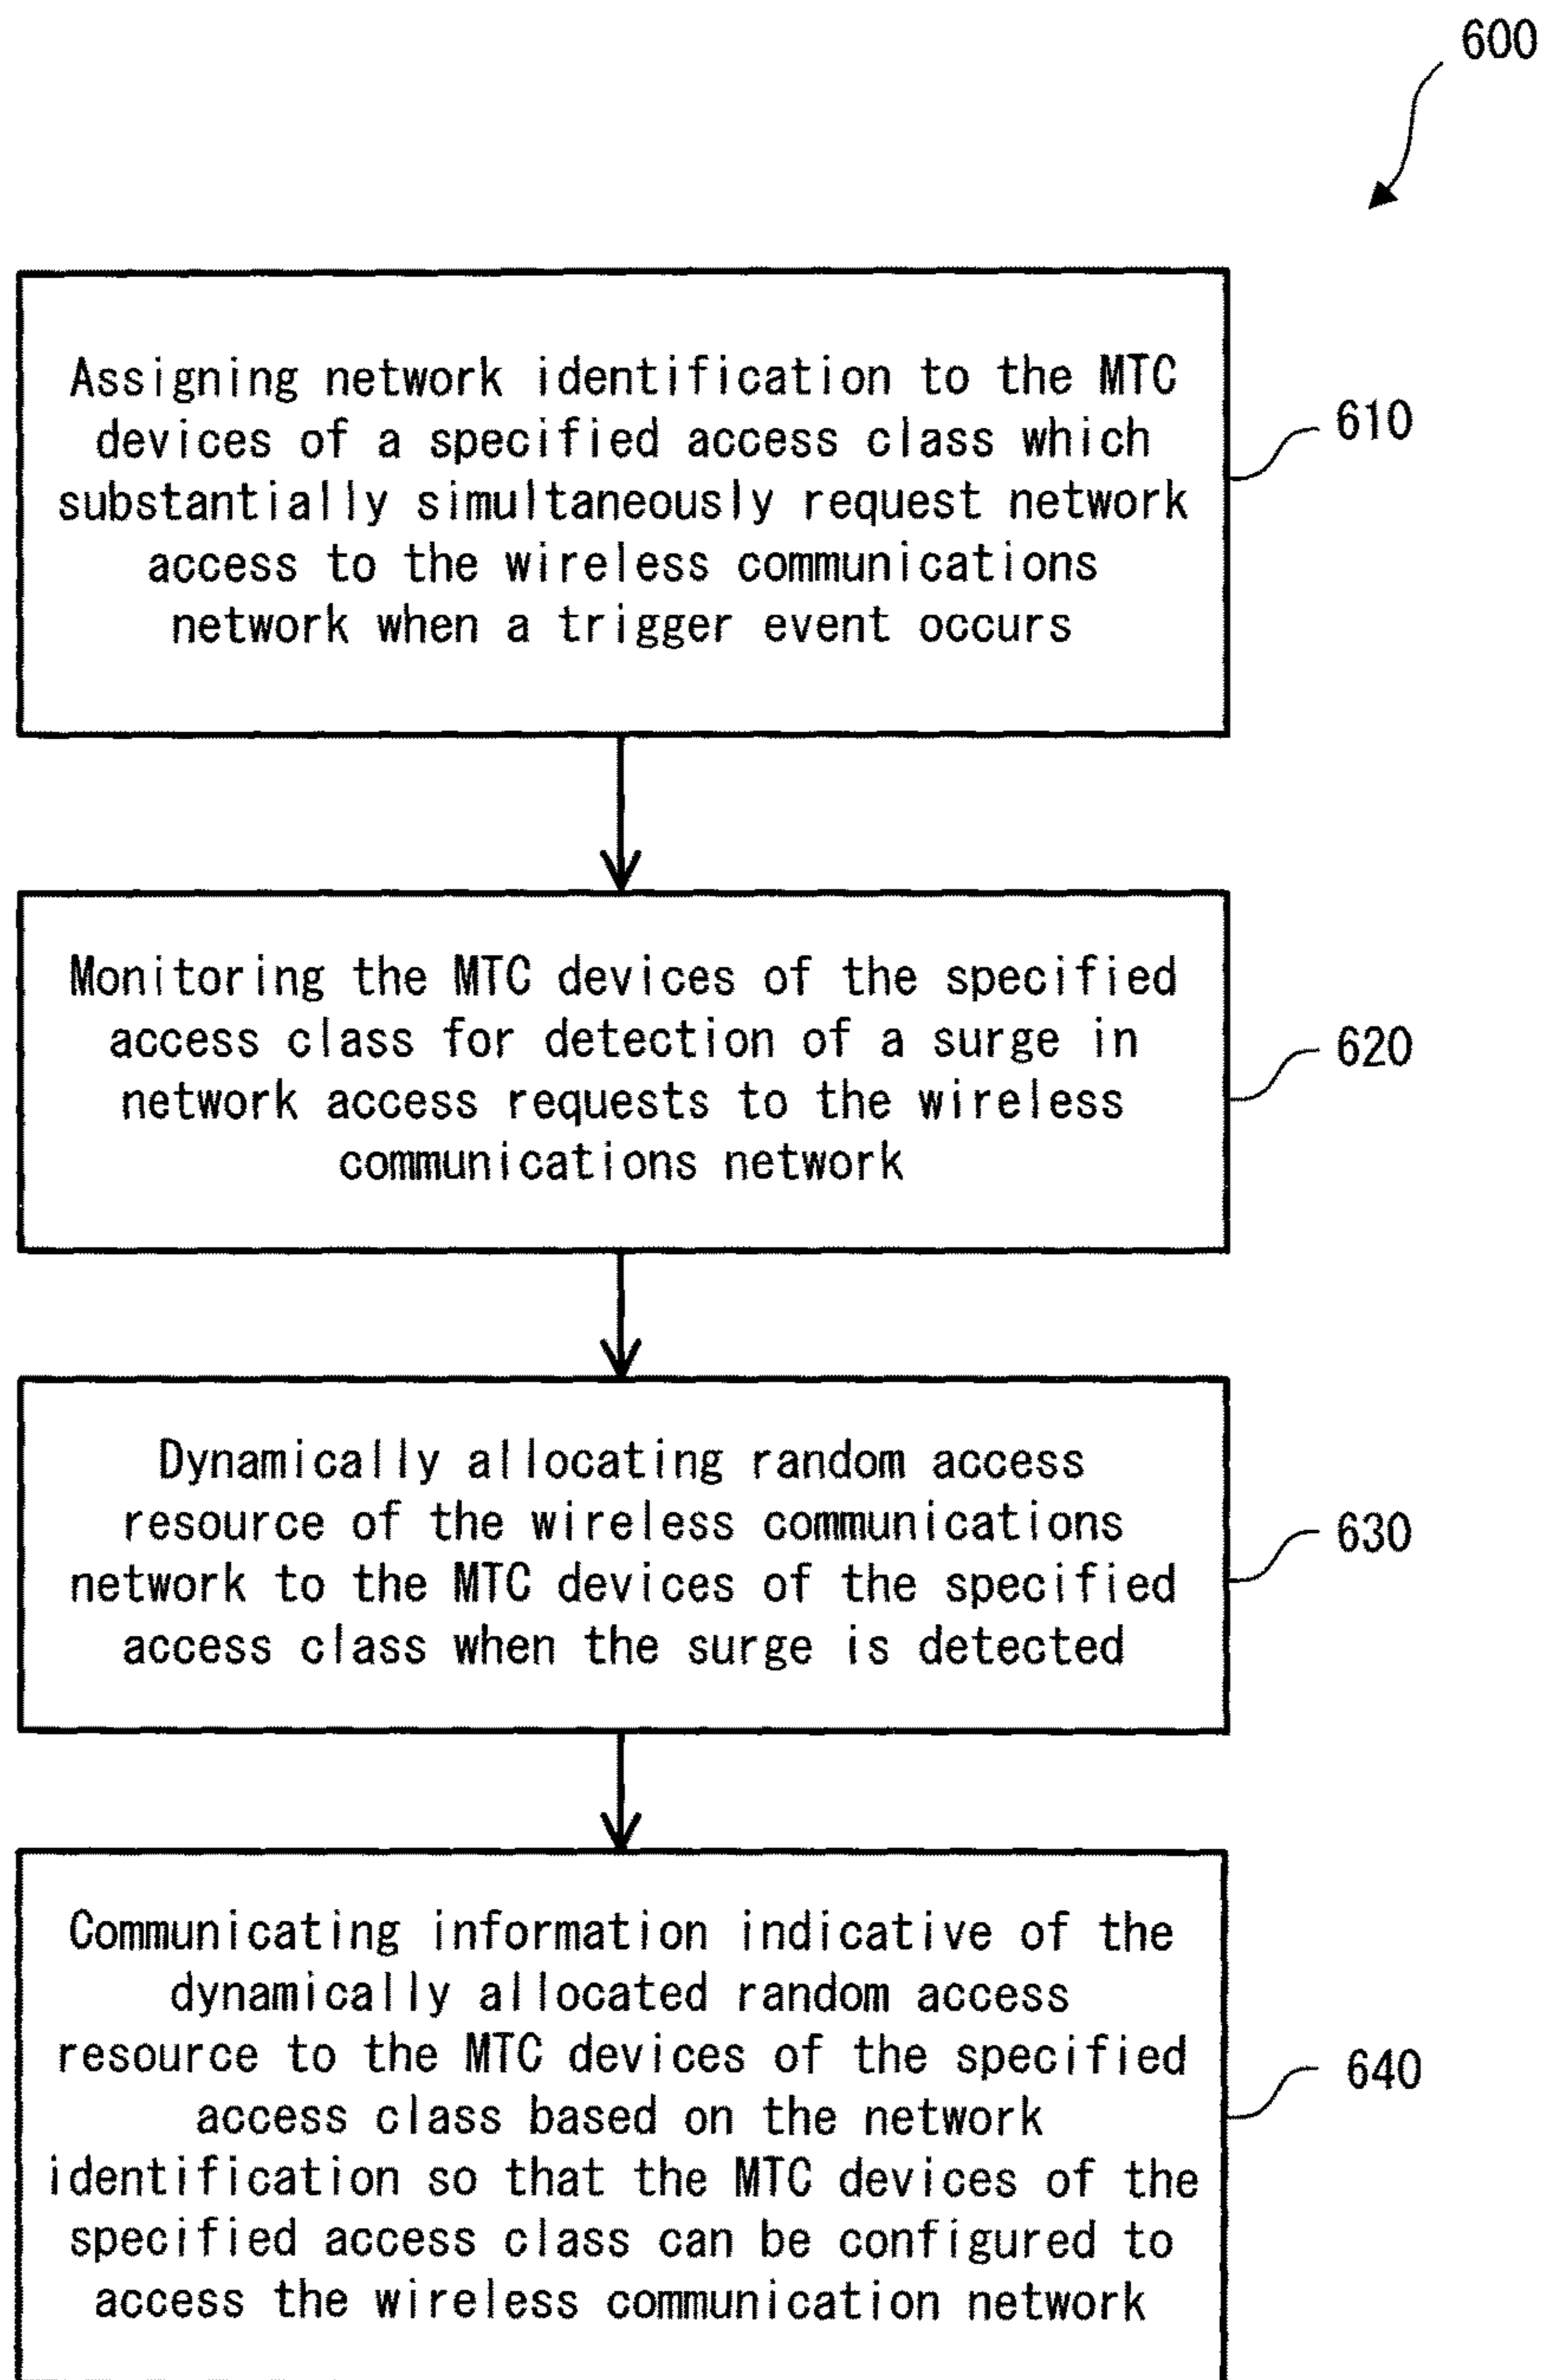 600
Assigning network identification to the MTC
devices of a specified access class which
substantially simultaneously request network
access to the wireless communications
network when a trigger event occurs
610
Monitoring the MTC devices of the specified
access class for detection of a surge in
network access requests to the wireless
communications network
620
Dynamically allocating random access
resource of the wireless communications
network to the MTC devices of the specified
access class when the surge is detected
630
Communicating information indicative of the
dynamically allocated random access
resource to the MTC devices of the specified
access class based on the network
identification so that the MTC devices of the
specified access class can be configured to
access the wireless communication network
640